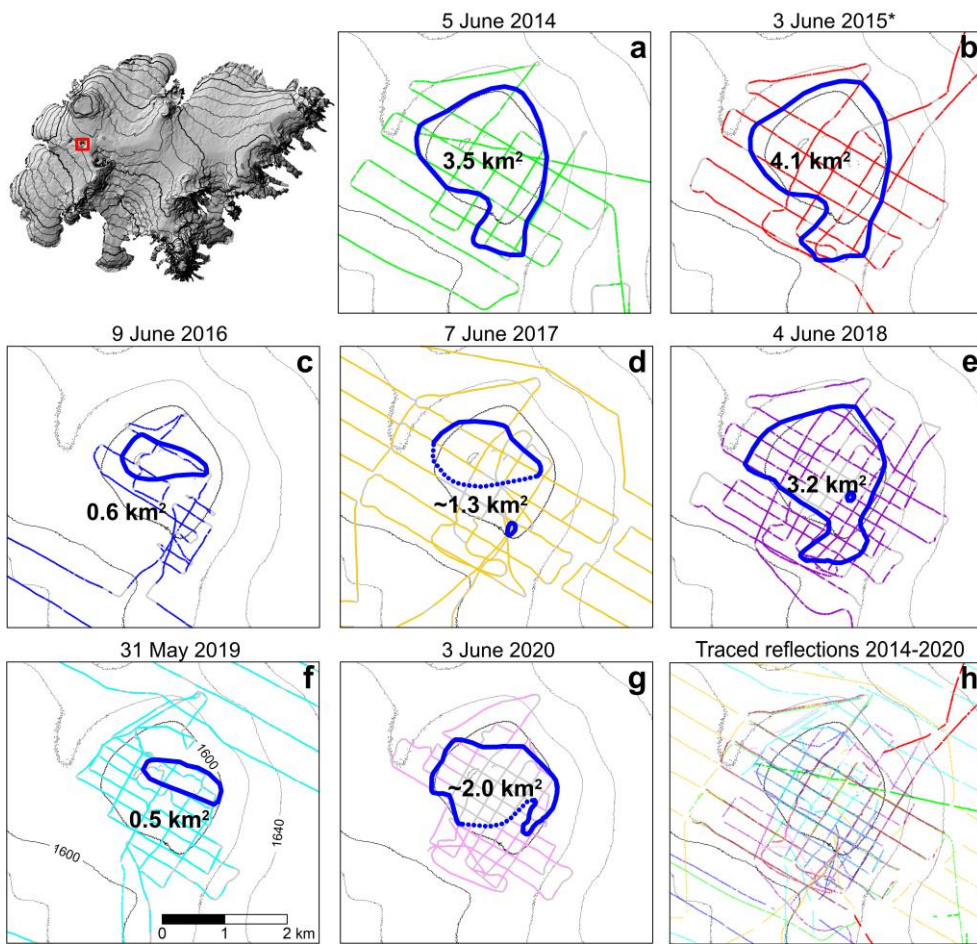 5 June 2014
a
3.5 km²
3 June 2015*
b
4.1 km²
9 June 2016
c
0.6 km²
7 June 2017
d
~1.3 km²
4 June 2018
e
3.2 km²
31 May 2019
f
1600
0.5 km²
1600
1640
0 1 2 km
3 June 2020
g
~2.0 km²
Traced reflections 2014-2020
h